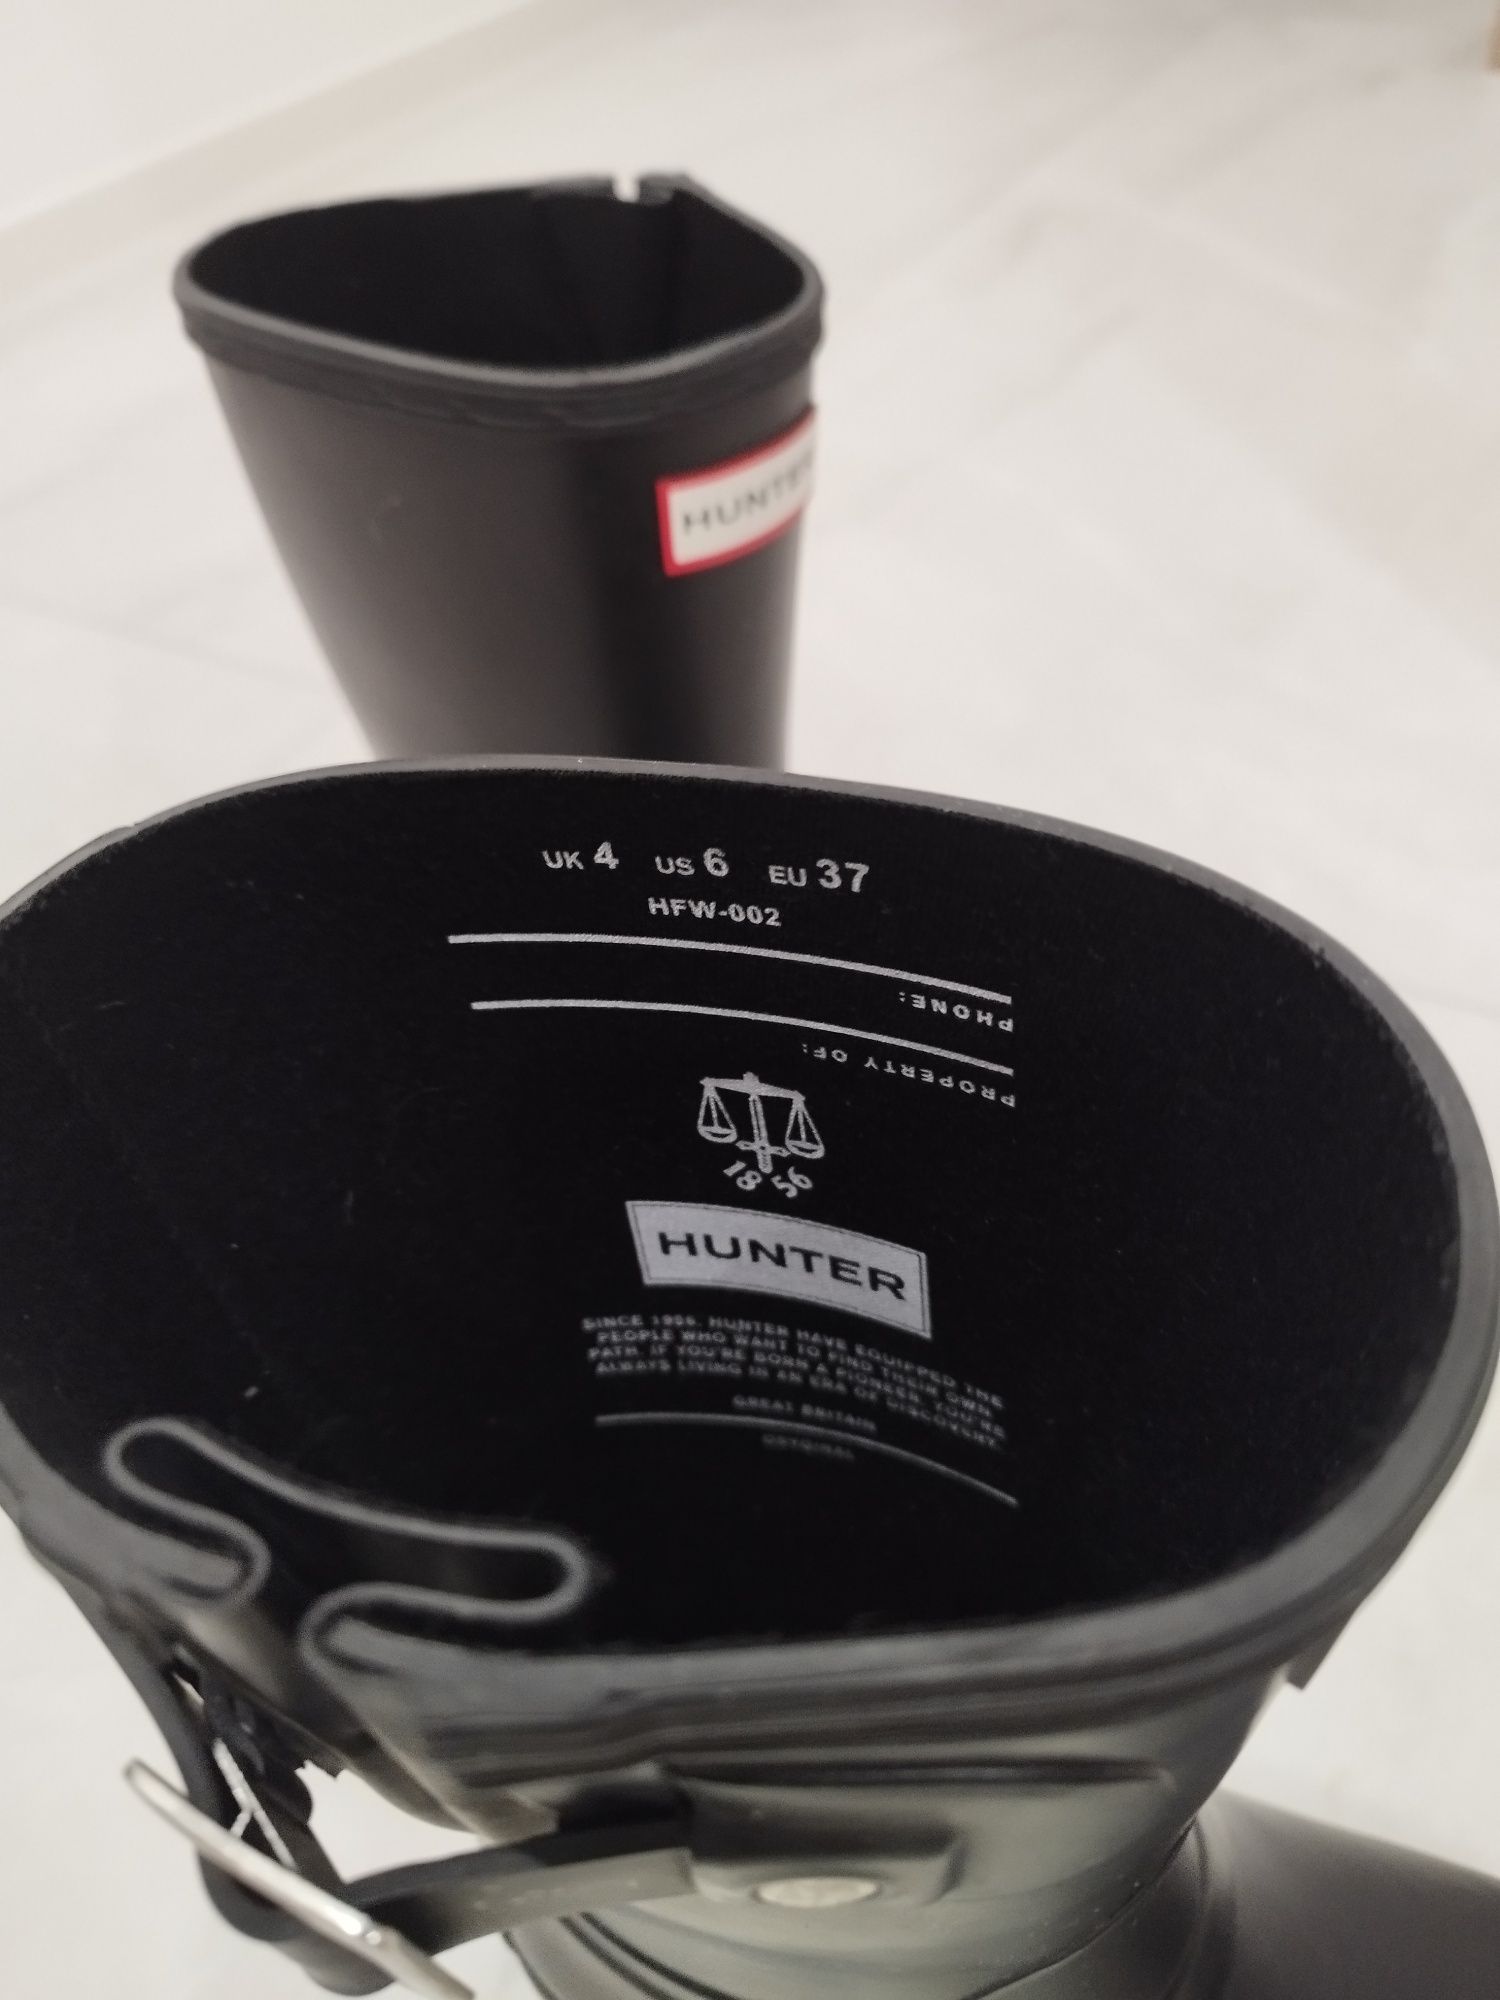 HUNTER
UK 4 US 6 EU 37
HFW-002
PHONE:
PROPERTY OF:
1856
HUNTER
SINCE 1856, HUNTER HAVE EQUIPPED THE
PEOPLE WHO WANT TO FIND THEIR OWN
PATH. IF YOU'RE BORN A PIONEER, YOU'RE
ALWAYS LIVING IN AN ERA OF DISCOVERY.
GREAT BRITAIN
ORIGINAL